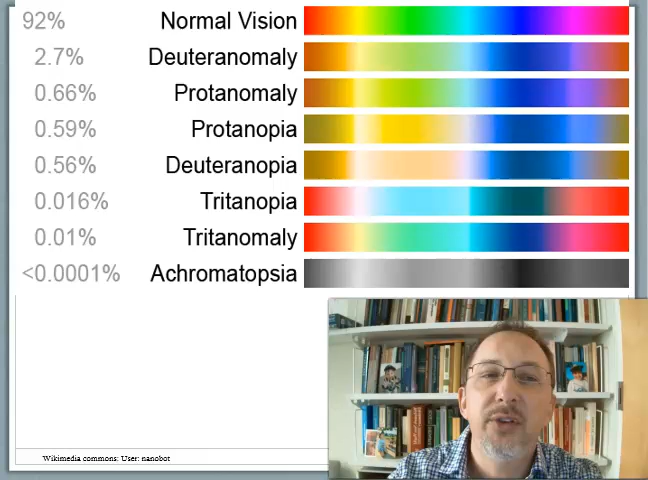 92% Normal Vision
2.7% Deuteranomaly
0.66% Protanomaly
0.59% Protanopia
0.56% Deuteranopia
0.016% Tritanopia
0.01% Tritanomaly
<0.0001% Achromatopsia
Wikimedia commons: User: nanobot